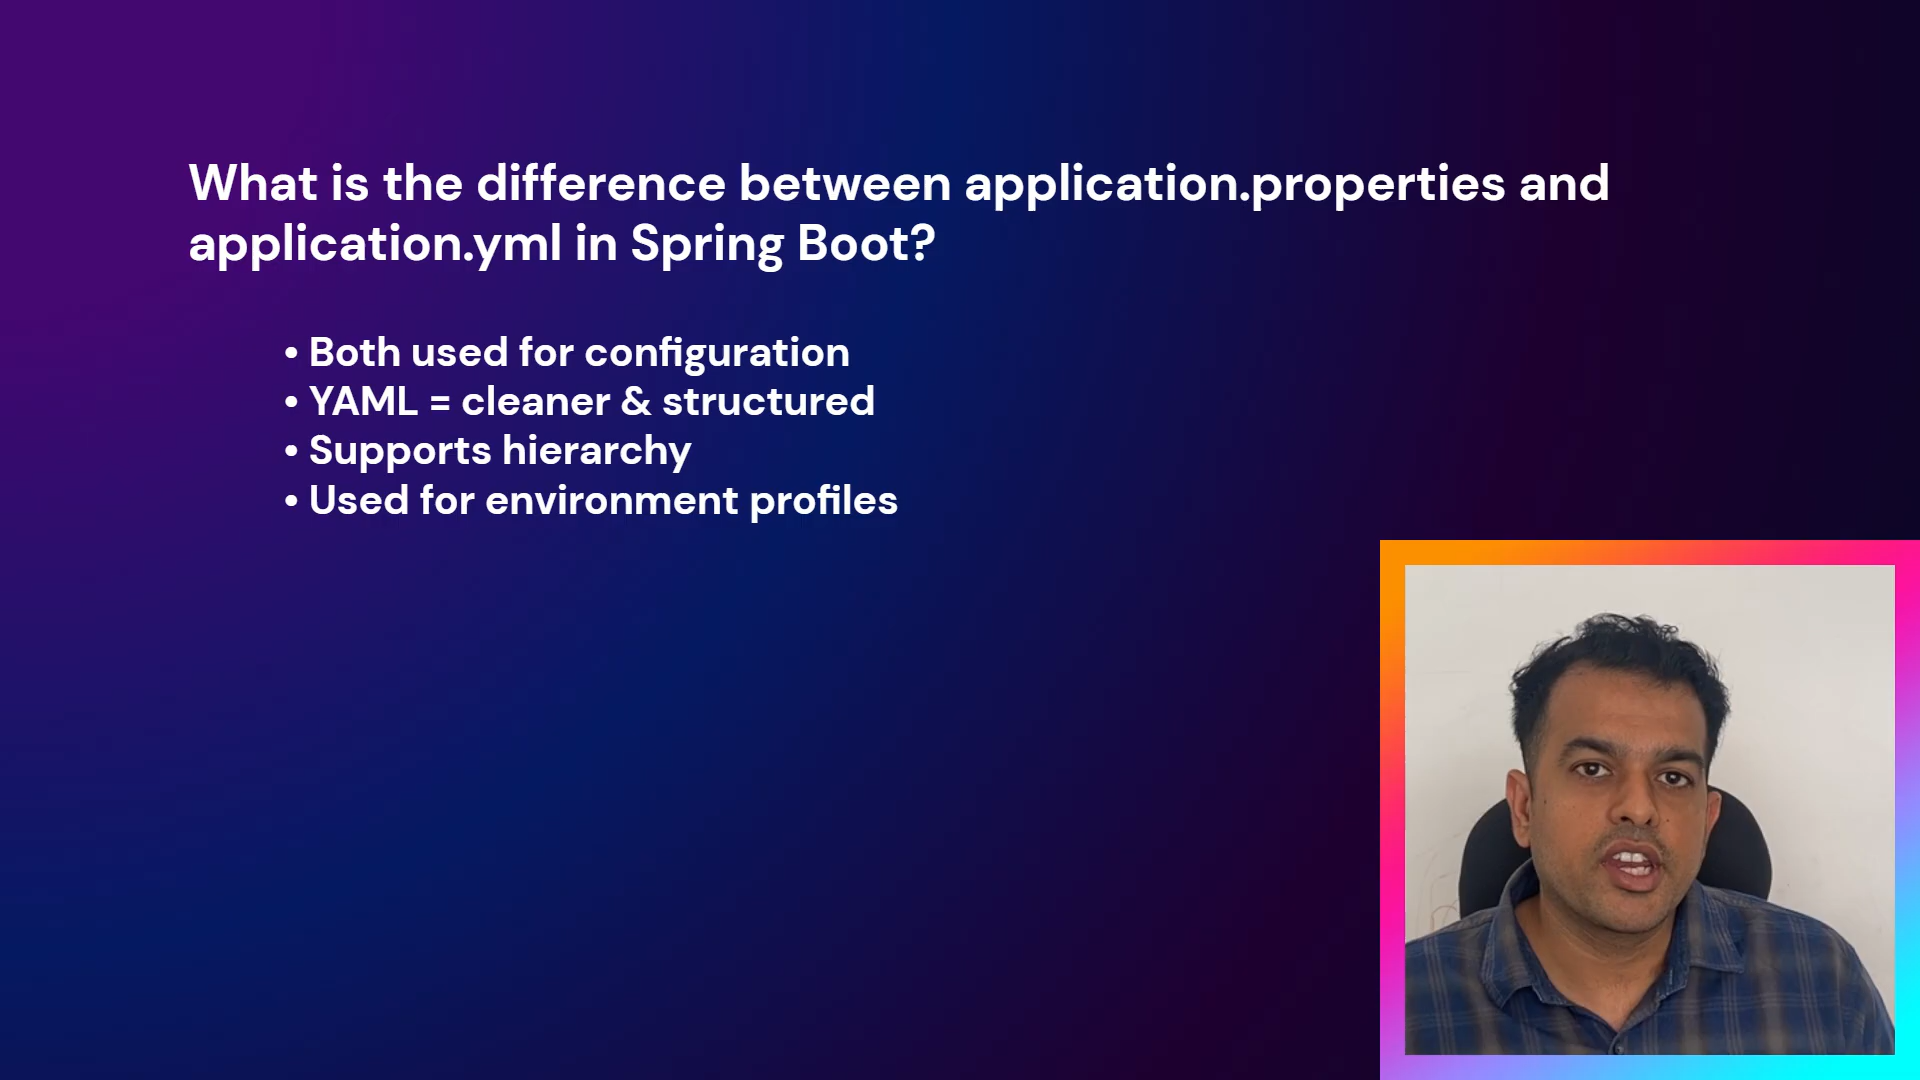 What is the difference between application.properties and
application.yml in Spring Boot?
• Both used for configuration
• YAML = cleaner & structured
• Supports hierarchy
• Used for environment profiles